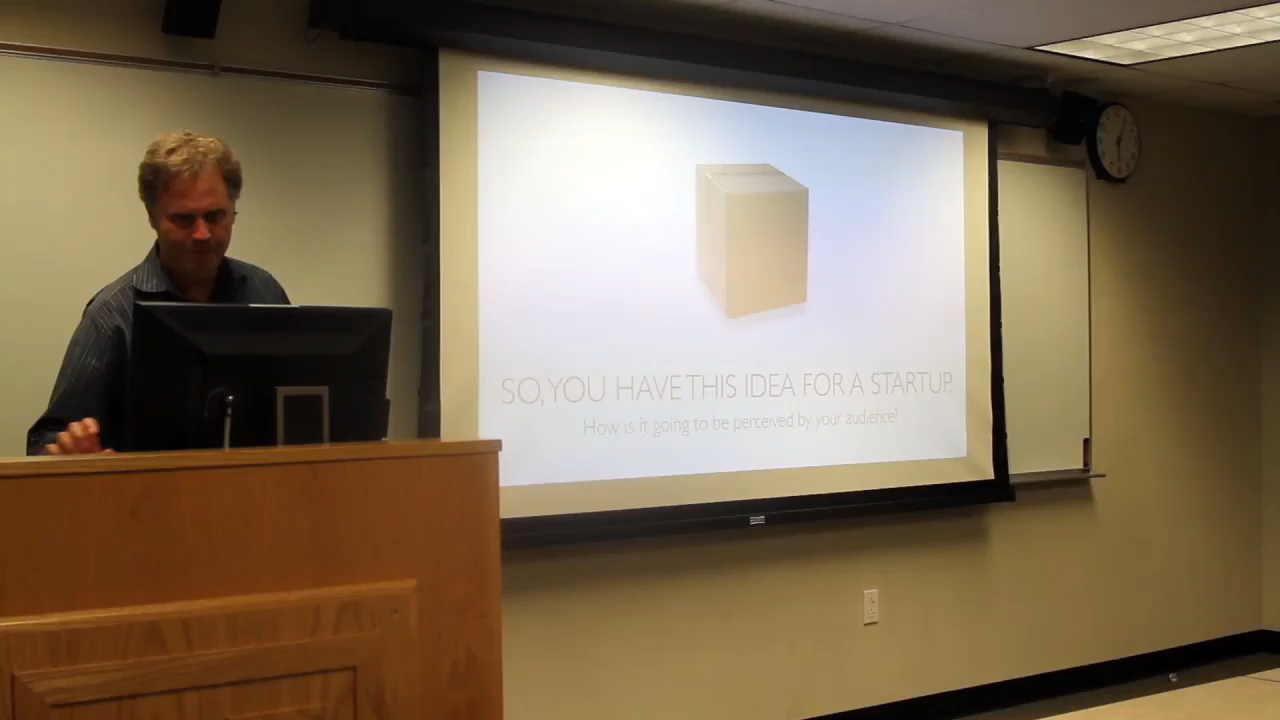 SO, YOU HAVE THIS IDEA FOR A STARTUP.
How is it going to be perceived by your audience?